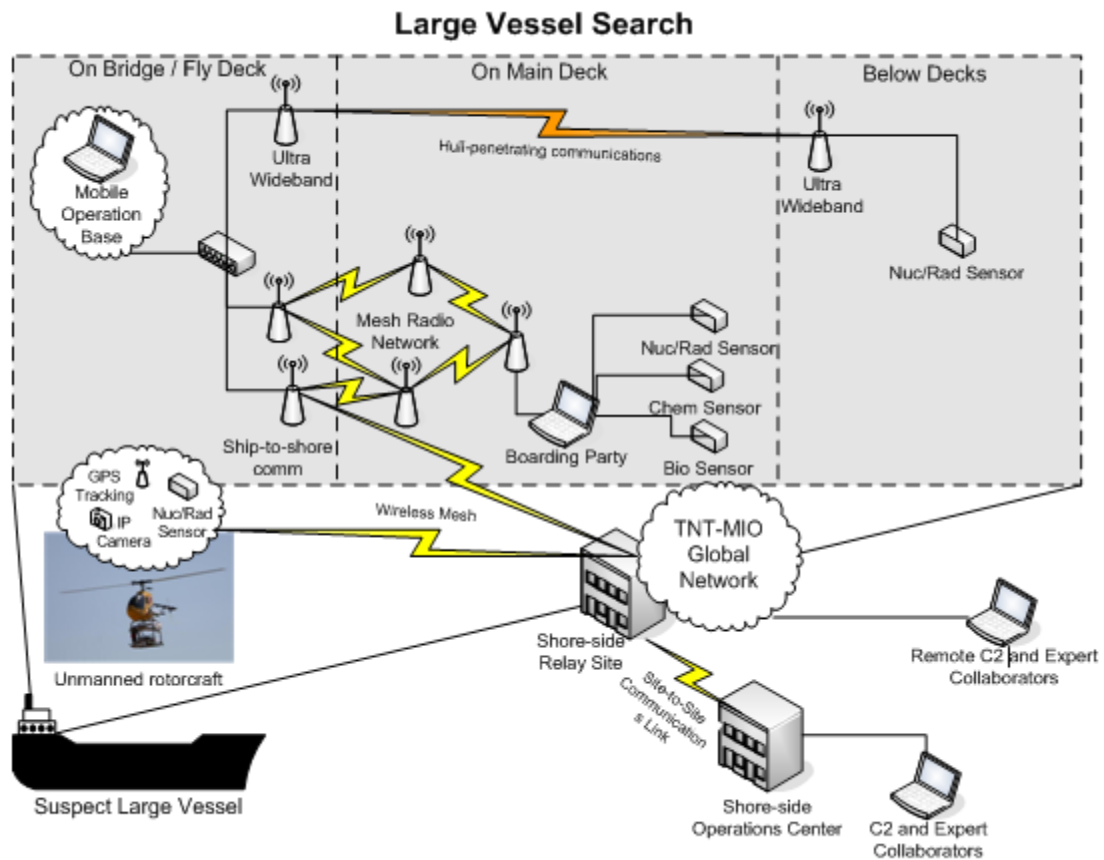 Large Vessel Search
On Bridge / Fly Deck
On Main Deck
Below Decks
Mobile
Operation
Base
Ultra
Wideband
Hull-penetrating communications
Ultra
Wideband
Nuc/Rad Sensor
Mesh Radio
Network
Nuc/Rad Sensor
Chem Sensor
Bio Sensor
Boarding Party
Ship-to-shore
comm
GPS
Tracking
Nuc/Rad
Sensor
IP
Camera
Wireless Mesh
TNT-MIO
Global
Network
Unmanned rotorcraft
Shore-side
Relay Site
Remote C2 and Expert
Collaborators
Site-to-Site
Communication
s Link
Suspect Large Vessel
Shore-side
Operations Center
C2 and Expert
Collaborators